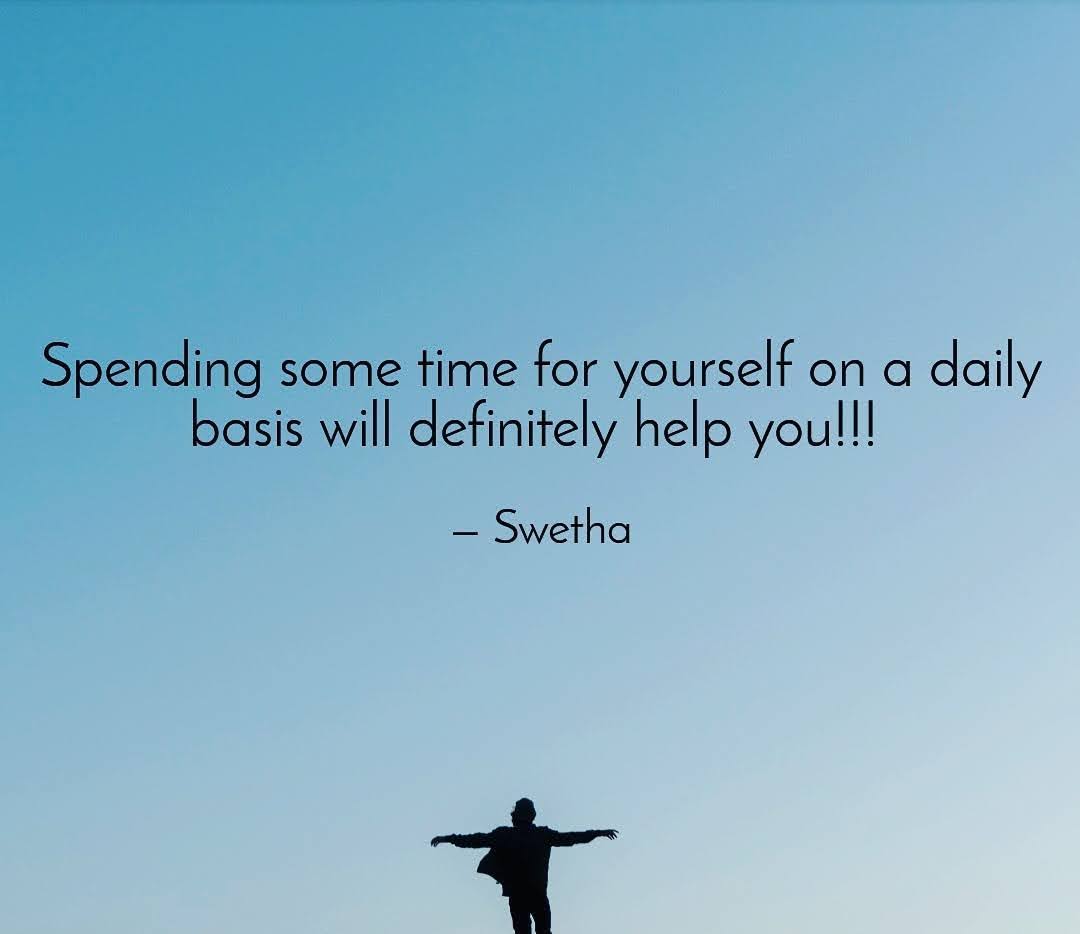 Spending some time for yourself on a daily
basis will definitely help you!!!
– Swetha